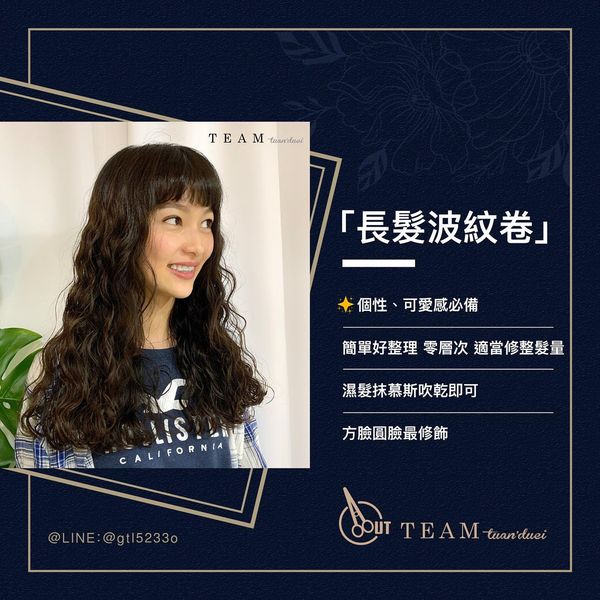 TEAM tuan'duei
「長髮波紋卷」
個性、可愛感必備
簡單好整理 零層次 適當修整髮量
濕髮抹慕斯吹乾即可
方臉圓臉最修飾
CALIFORNIA
@LINE:@gtl5233o
OUT TEAM tuan'duei